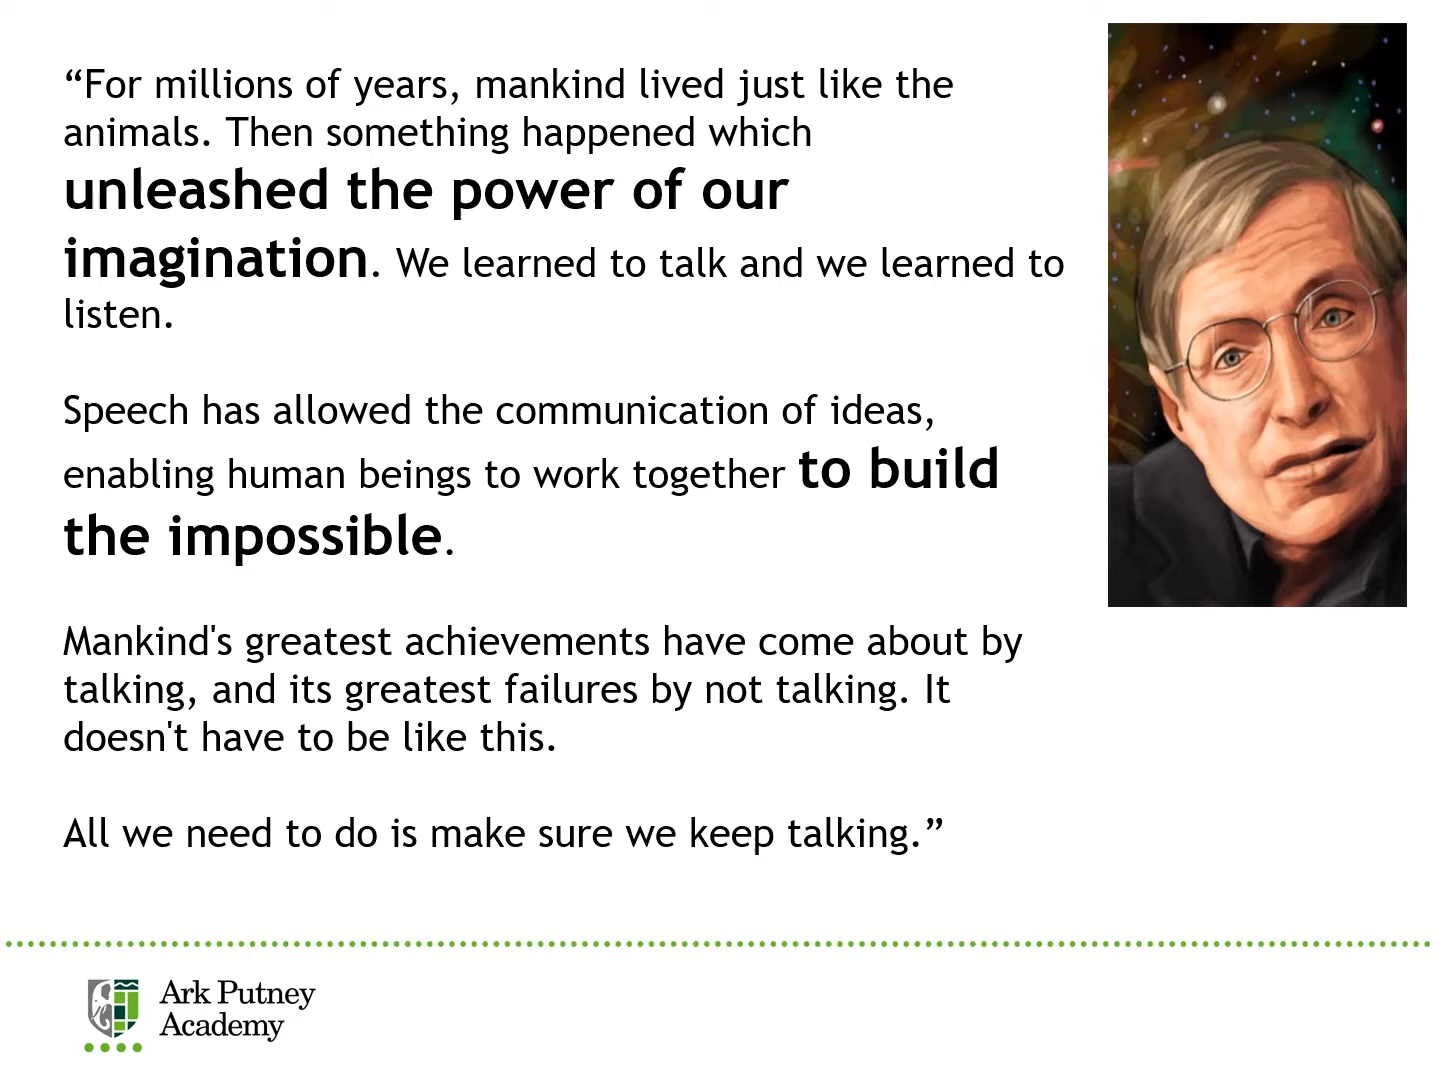 “For millions of years, mankind lived just like the
animals. Then something happened which
unleashed the power of our
imagination. We learned to talk and we learned to
listen.
Speech has allowed the communication of ideas,
enabling human beings to work together to build
the impossible.
Mankind's greatest achievements have come about by
talking, and its greatest failures by not talking. It
doesn't have to be like this.
All we need to do is make sure we keep talking.”
Ark Putney
Academy